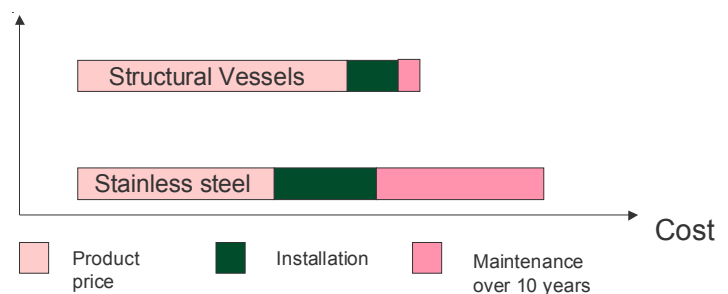 Structural Vessels
Stainless steel
Cost
Product
price
Installation
Maintenance
over 10 years